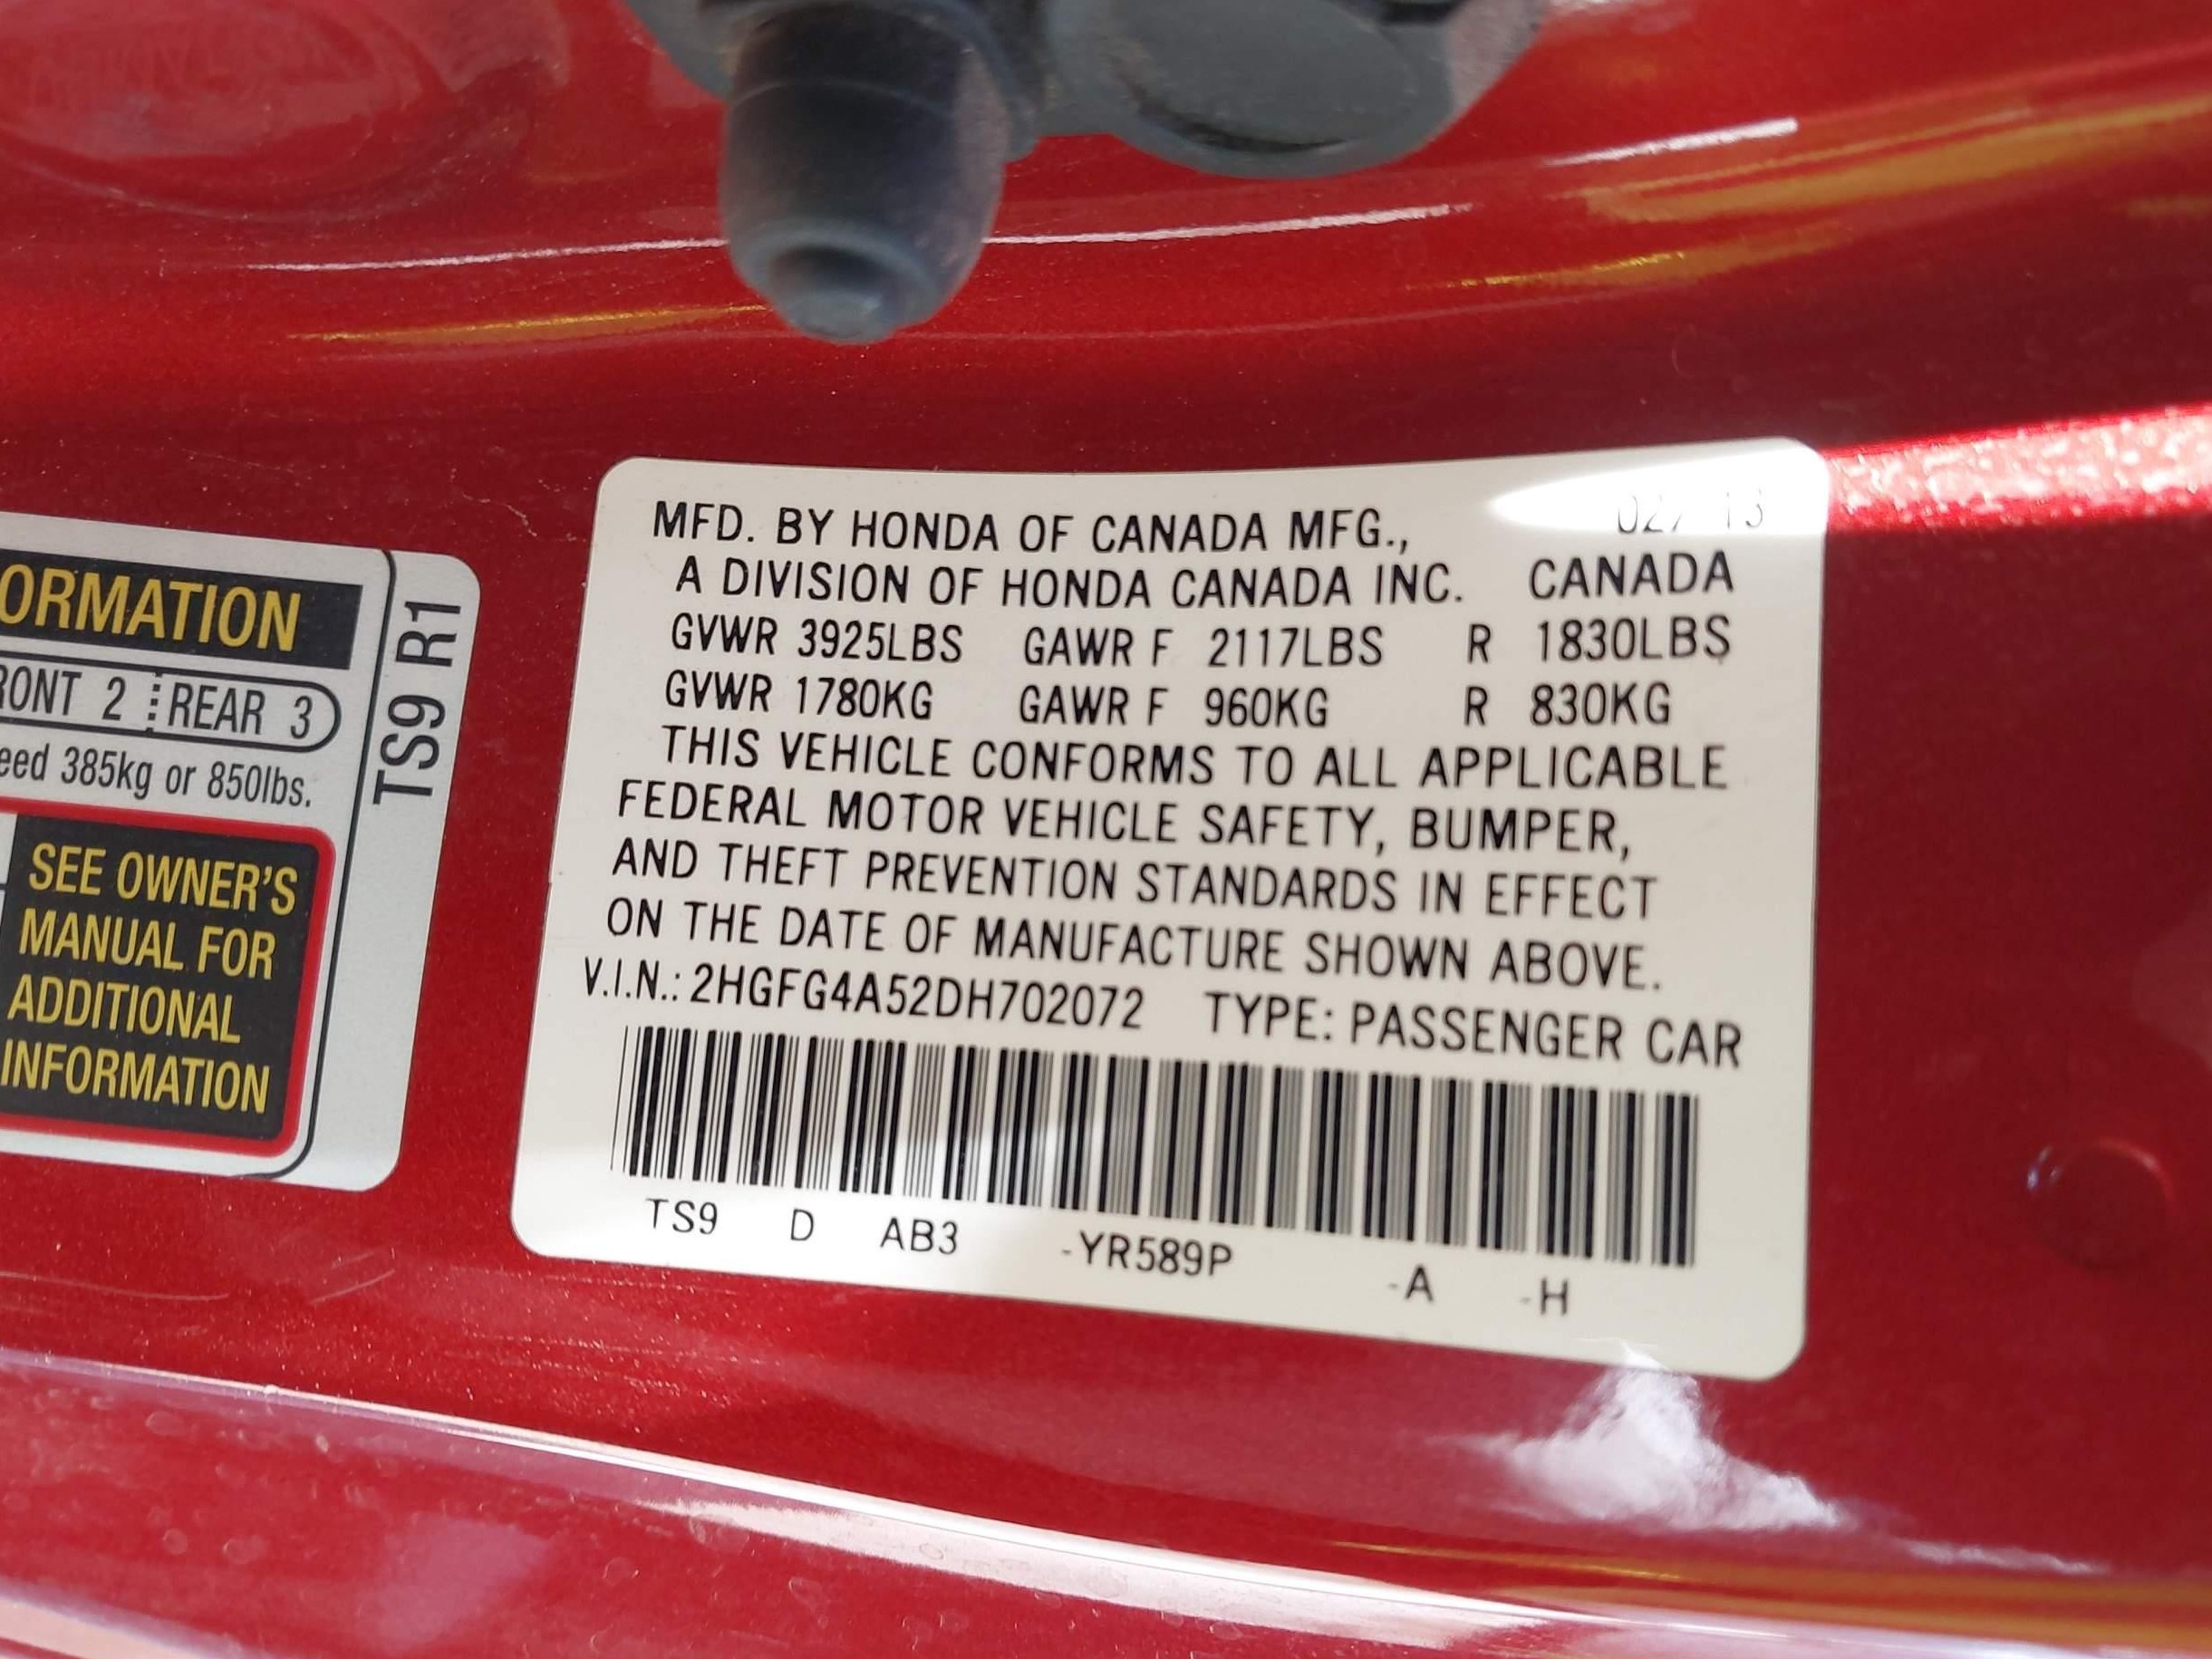 ORMATION
RONT 2 REAR 3
eed 385kg or 850lbs.
SEE OWNER'S
MANUAL FOR
ADDITIONAL
INFORMATION
TS9 R1
02/13
MFD. BY HONDA OF CANADA MFG.,
A DIVISION OF HONDA CANADA INC. CANADA
GVWR 3925LBS GAWR F 2117LBS R 1830LBS
GVWR 1780KG GAWR F 960KG R 830KG
THIS VEHICLE CONFORMS TO ALL APPLICABLE
FEDERAL MOTOR VEHICLE SAFETY, BUMPER,
AND THEFT PREVENTION STANDARDS IN EFFECT
ON THE DATE OF MANUFACTURE SHOWN ABOVE.
V.I.N.: 2HGFG4A52DH702072 TYPE: PASSENGER CAR
TS9 D AB3 -YR589P -A -H